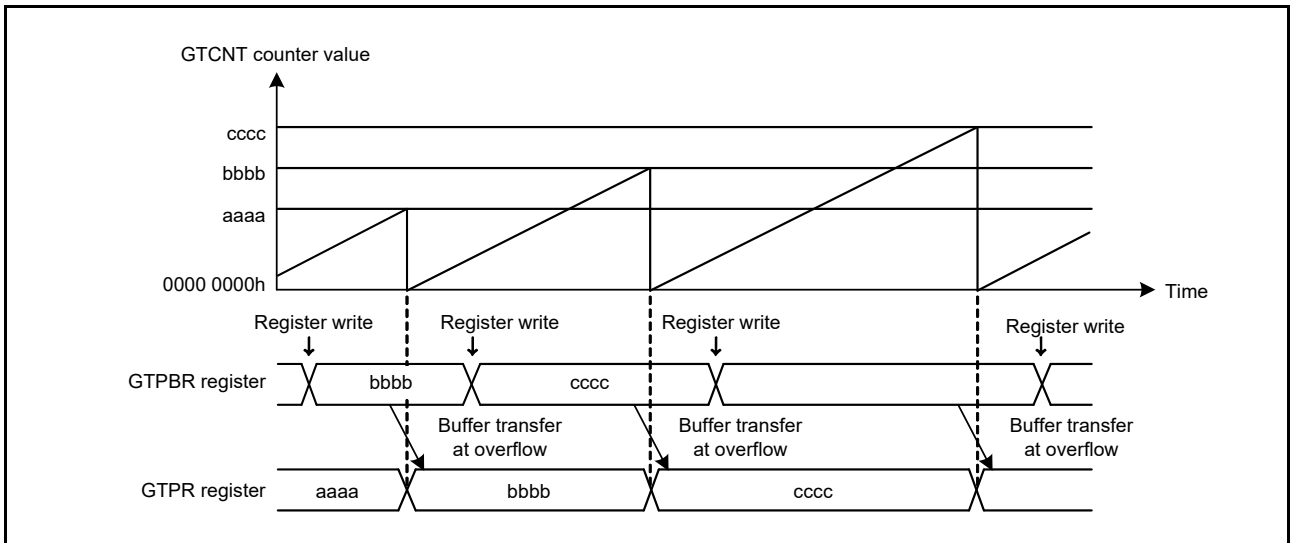 GTCNT counter value
cccc
bbbb
aaaa
0000 0000h
Time
Register write Register write Register write Register write
GTPBR register bbbb cccc
Buffer transfer Buffer transfer Buffer transfer
at overflow at overflow at overflow
GTPR register aaaa bbbb cccc